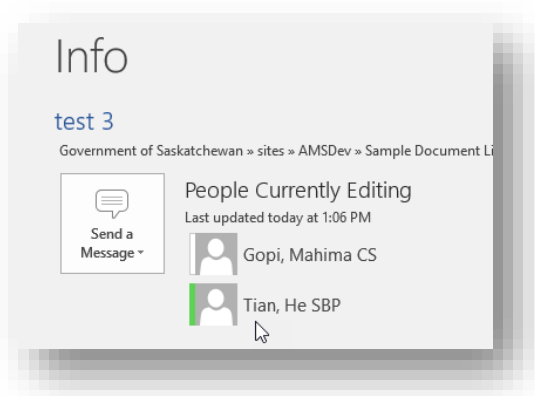 Info
test 3
Government of Saskatchewan » sites » AMSDev » Sample Document Li
People Currently Editing
Last updated today at 1:06 PM
Send a
Message
Gopi, Mahima CS
Tian, He SBP